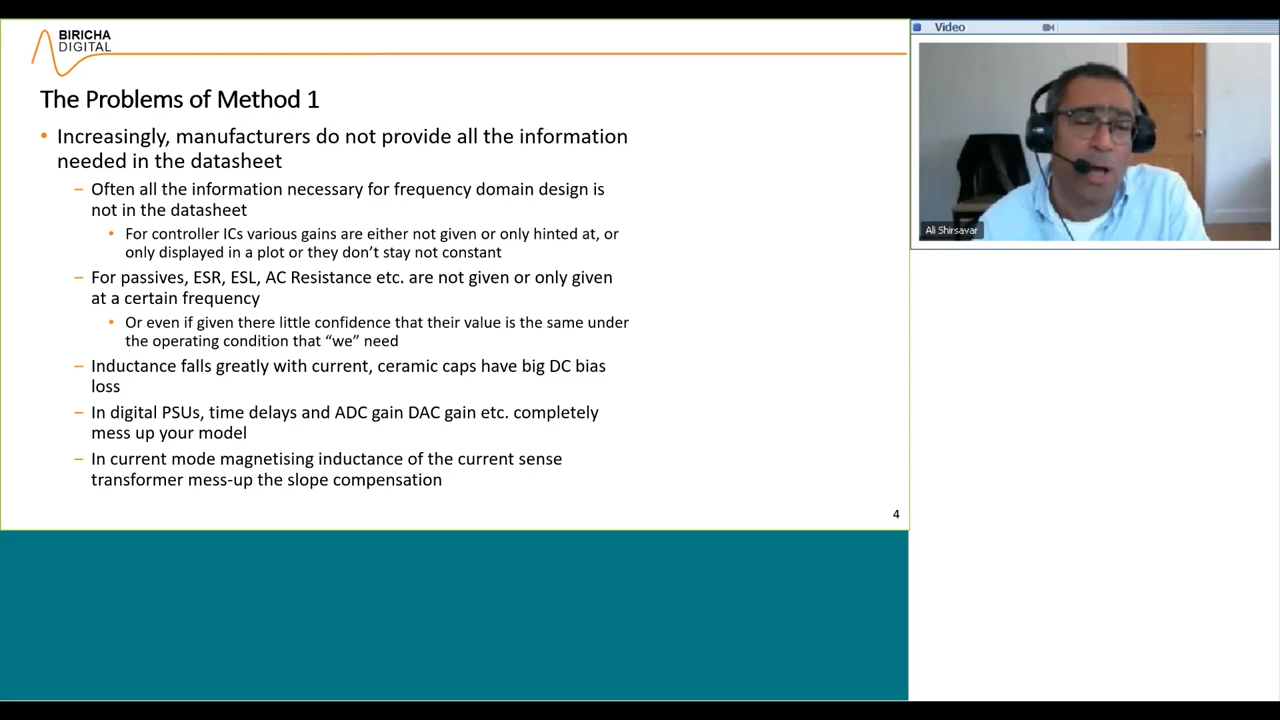 BIRICHA
DIGITAL
The Problems of Method 1
• Increasingly, manufacturers do not provide all the information
needed in the datasheet
– Often all the information necessary for frequency domain design is
not in the datasheet
• For controller ICs various gains are either not given or only hinted at, or
only displayed in a plot or they don’t stay not constant
– For passives, ESR, ESL, AC Resistance etc. are not given or only given
at a certain frequency
• Or even if given there little confidence that their value is the same under
the operating condition that “we” need
– Inductance falls greatly with current, ceramic caps have big DC bias
loss
– In digital PSUs, time delays and ADC gain DAC gain etc. completely
mess up your model
– In current mode magnetising inductance of the current sense
transformer mess-up the slope compensation
4
Video
Ali Shirsavar